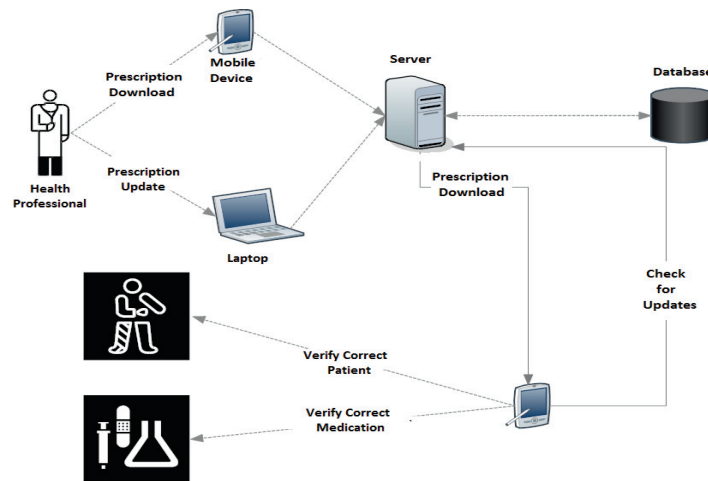 Mobile
Device
Prescription
Download
Server
Database
Health
Professional
Prescription
Update
Laptop
Prescription
Download
Check
for
Updates
Verify Correct
Patient
Verify Correct
Medication